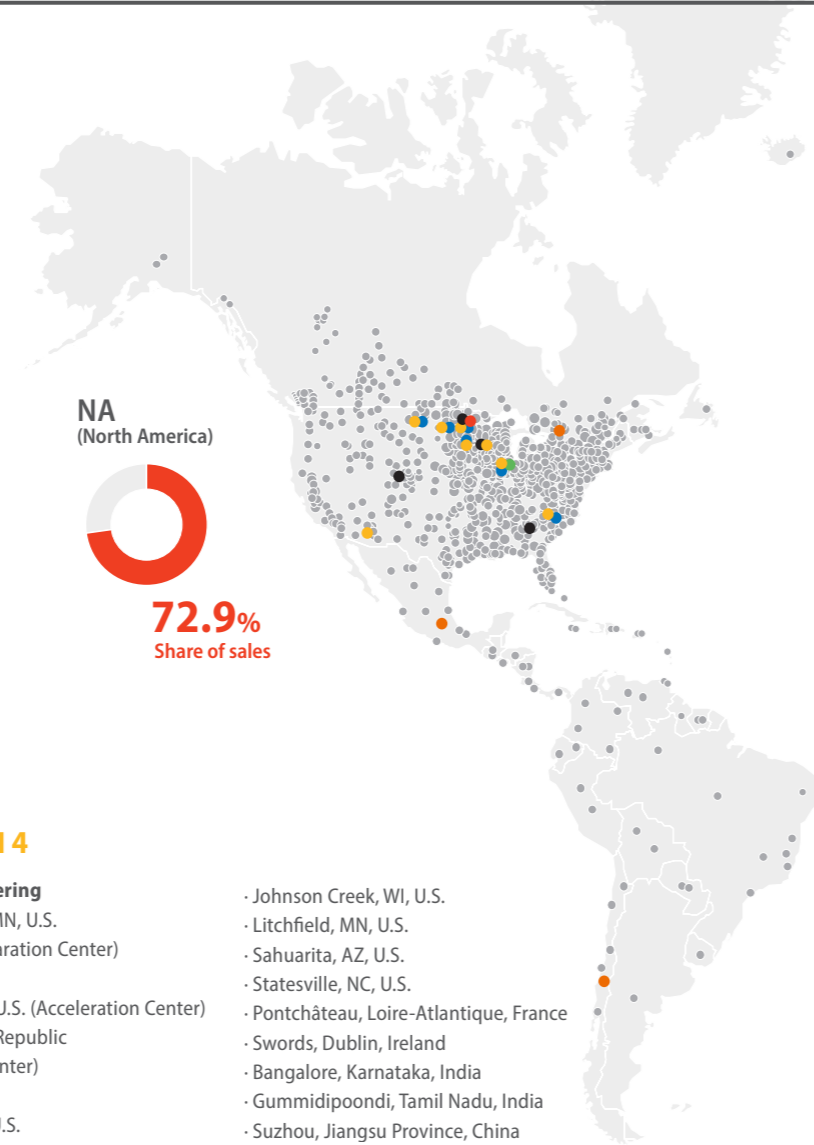 NA
(North America)
72.9%
Share of sales
14
ering
MN, U.S.
aration Center)
U.S. (Acceleration Center)
Republic
nter)
.S.
· Johnson Creek, WI, U.S.
· Litchfield, MN, U.S.
· Sahuarita, AZ, U.S.
· Statesville, NC, U.S.
· Pontchâteau, Loire-Atlantique, France
· Swords, Dublin, Ireland
· Bangalore, Karnataka, India
· Gummidipoondi, Tamil Nadu, India
· Suzhou, Jiangsu Province, China